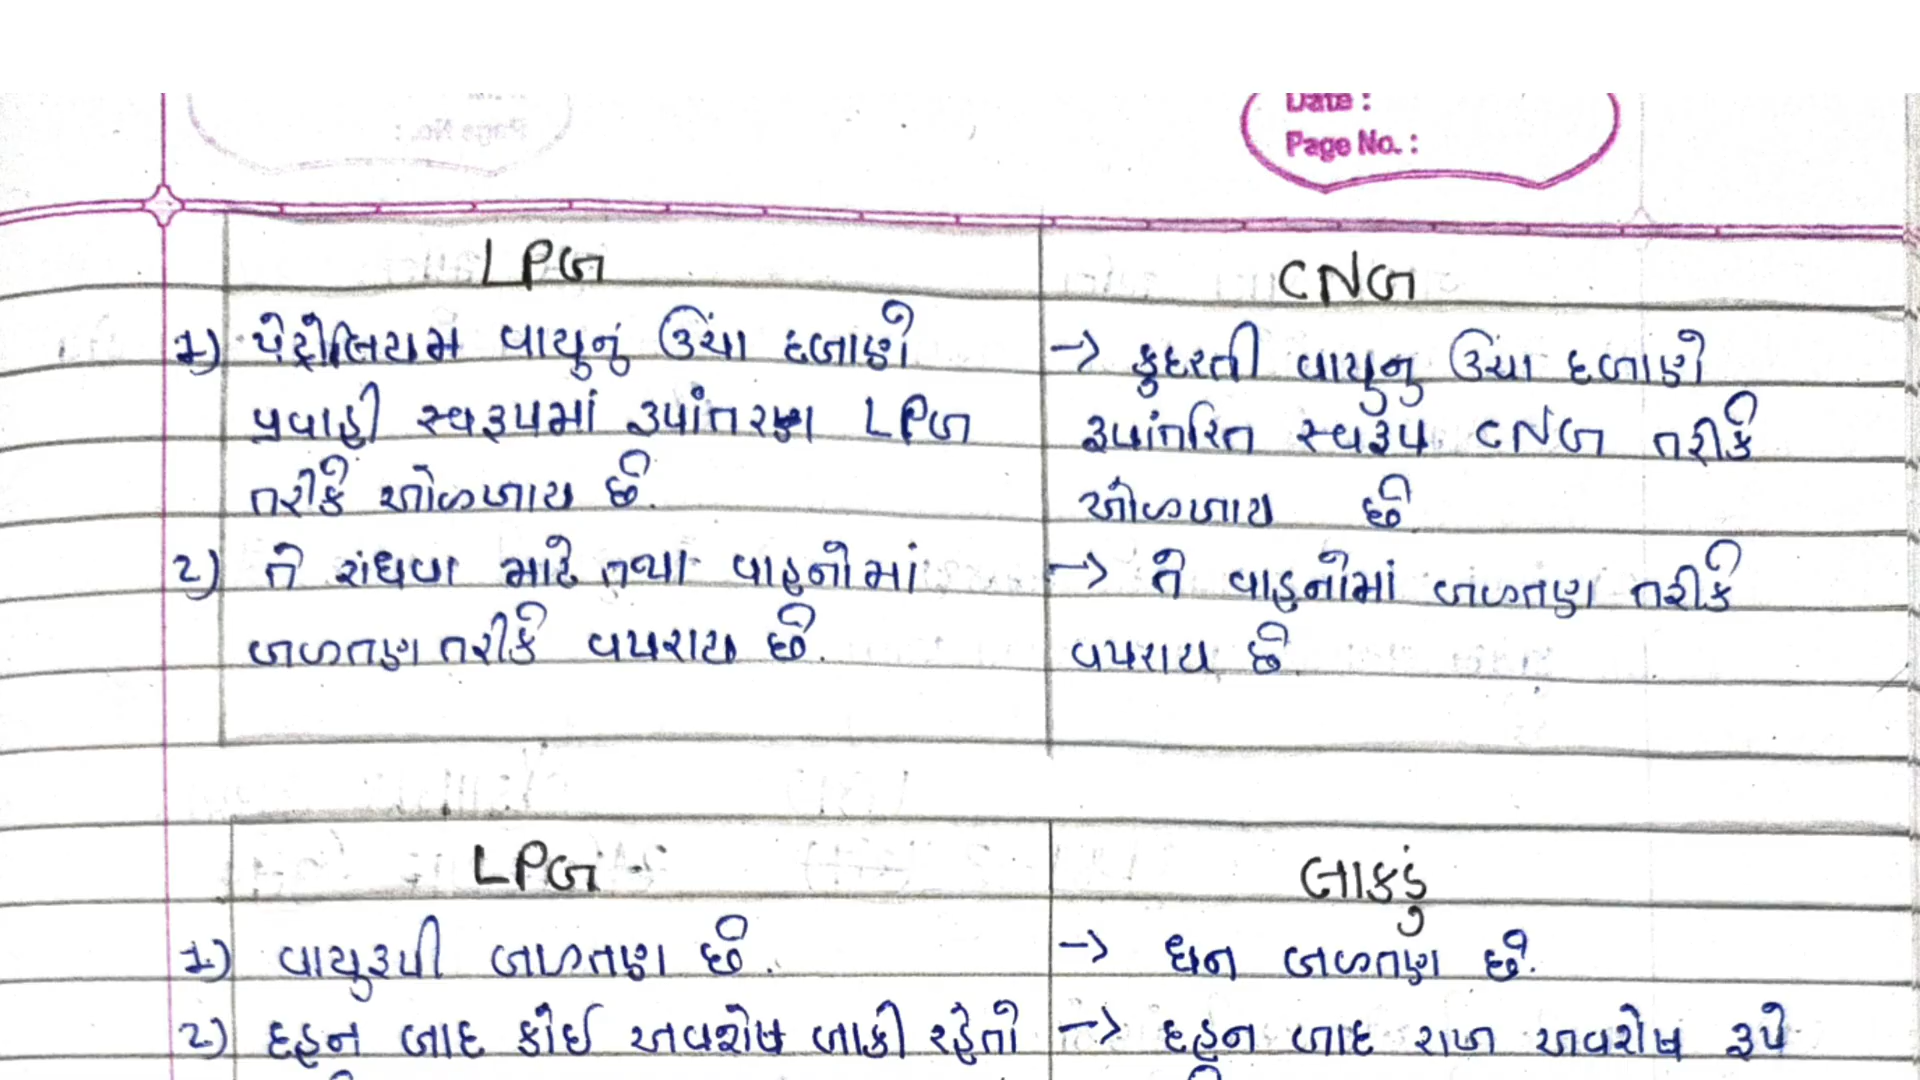 Date :
Page No. :
LPG CNG
1) પેટ્રોલિયમ વાયુનું ઉંચા દબાણે → કુદરતી વાયુનુ ઉંચા દબાણે
પ્રવાહી સ્વરૂપમાં રૂપાંતરણ LPG રૂપાંતરિત સ્વરૂપ CNG તરીકે
તરીકે ઓળખાય છે. ઓળખાય છે
2) તે રાંધવા માટે તથા વાહનોમાં → તે વાહનોમાં બળતણ તરીકે
બળતણ તરીકે વપરાય છે. વપરાય છે.
LPG લાકડું
1) વાયુરૂપી બળતણ છે. → ઘન બળતણ છે.
2) દહન બાદ કોઈ અવશેષ બાકી રહેતો → દહન બાદ રાખ અવશેષ રૂપે